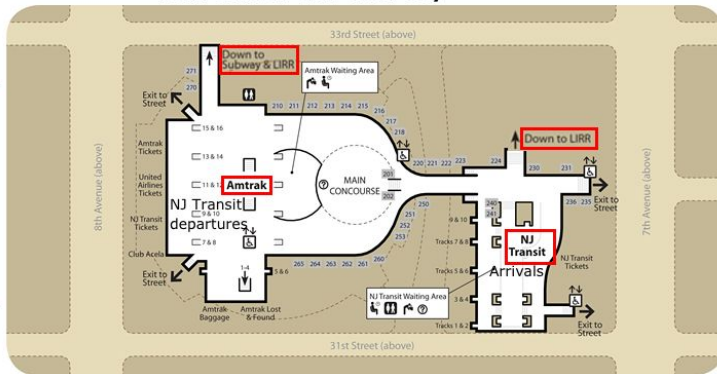 33rd Street (above)
Down to
Subway & LIRR
Amtrak Waiting Area
271
270
Exit to
Street
210 211 212 213 214 215
216
217
218
Down to LIRR
15 & 16
Amtrak
Tickets
13 & 14
220 221 222 223
224
230
231
8th Avenue (above)
7th Avenue (above)
United
Airlines
Tickets
11 & 12
Amtrak
MAIN
CONCOURSE
201
202
236 235
Exit to
Street
NJ Transit
departures
NJ Transit
Tickets
9 & 10
250
251
252
253
240
241
9 & 10
7 & 8
Tracks 7 & 8
NJ
Transit
NJ Transit
Tickets
Arrivals
Club Acela
Exit to
Street
1-4
5 & 6
265 264 263 262 261 260
Tracks 5 & 6
NJ Transit Waiting Area
3 & 4
Amtrak
Baggage
Amtrak Lost
& Found
Tracks 1 & 2
Exit to
Street
31st Street (above)